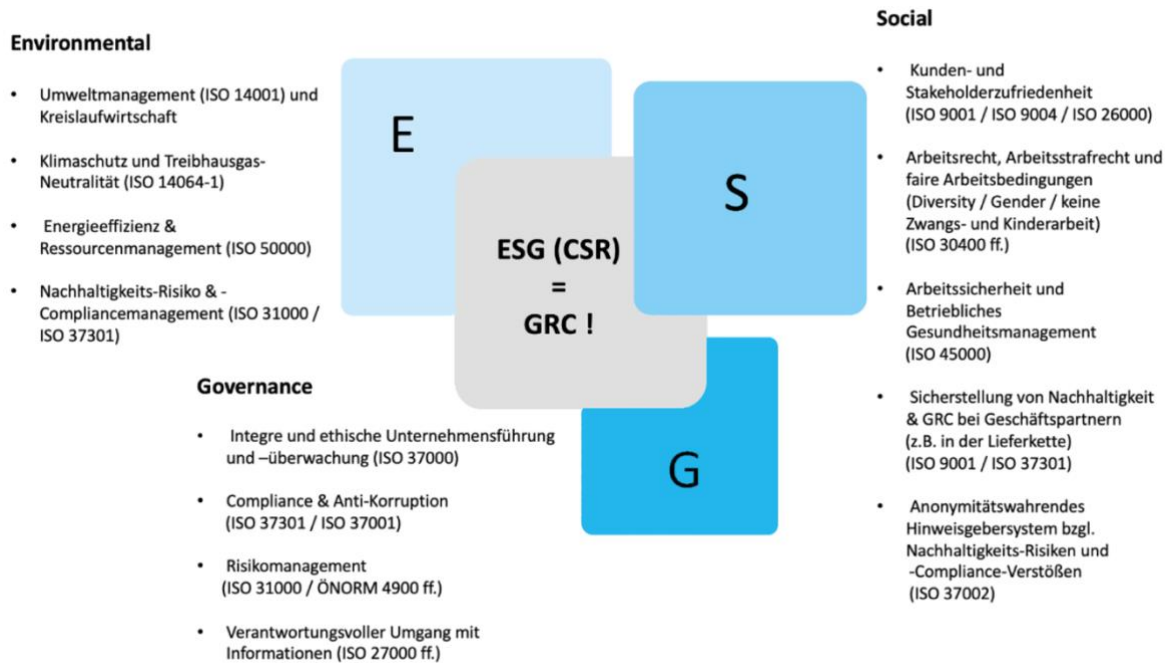 Environmental
• Umweltmanagement (ISO 14001) und
Kreislaufwirtschaft
• Klimaschutz und Treibhausgas-
Neutralität (ISO 14064-1)
• Energieeffizienz &
Ressourcenmanagement (ISO 50000)
• Nachhaltigkeits-Risiko & -
Compliancemanagement (ISO 31000 /
ISO 37301)
E
S
ESG (CSR)
=
GRC !
G
Governance
• Integre und ethische Unternehmensführung
und –überwachung (ISO 37000)
• Compliance & Anti-Korruption
(ISO 37301 / ISO 37001)
• Risikomanagement
(ISO 31000 / ÖNORM 4900 ff.)
• Verantwortungsvoller Umgang mit
Informationen (ISO 27000 ff.)
Social
• Kunden- und
Stakeholderzufriedenheit
(ISO 9001 / ISO 9004 / ISO 26000)
• Arbeitsrecht, Arbeitsstrafrecht und
faire Arbeitsbedingungen
(Diversity / Gender / keine
Zwangs- und Kinderarbeit)
(ISO 30400 ff.)
• Arbeitssicherheit und
Betriebliches
Gesundheitsmanagement
(ISO 45000)
• Sicherstellung von Nachhaltigkeit
& GRC bei Geschäftspartnern
(z.B. in der Lieferkette)
(ISO 9001 / ISO 37301)
• Anonymitätswahrendes
Hinweisgebersystem bzgl.
Nachhaltigkeits-Risiken und
-Compliance-Verstößen
(ISO 37002)